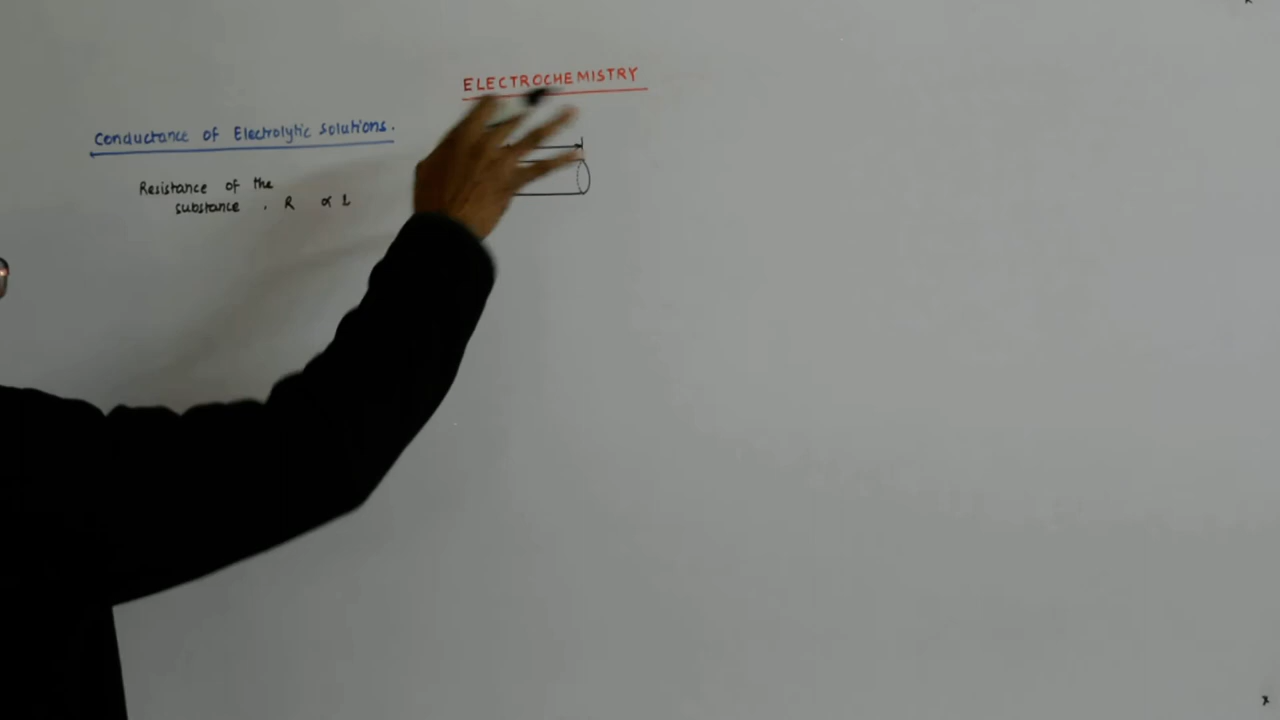 ELECTROCHEMISTRY
Conductance of Electrolytic Solutions.
Resistance of the
substance . R ∝ l